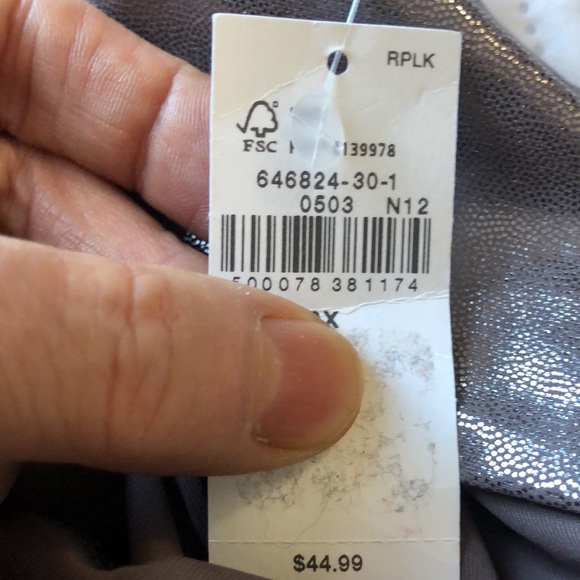 RPLK
FSC
139978
646824-30-1
0503 N12
500078 381174
X
$44.99